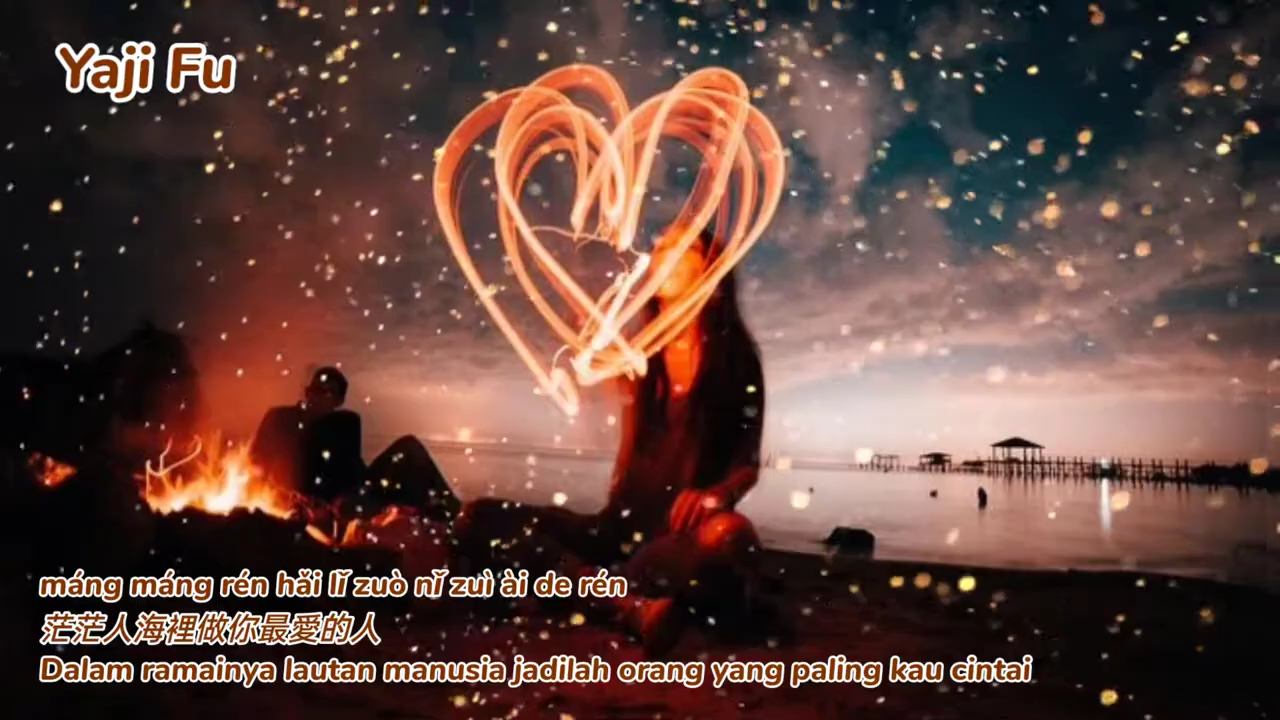 Yaji Fu
máng máng rén hǎi lǐ zuò nǐ zuì ài de rén
茫茫人海裡做你最愛的人
Dalam ramainya lautan manusia jadilah orang yang paling kau cintai